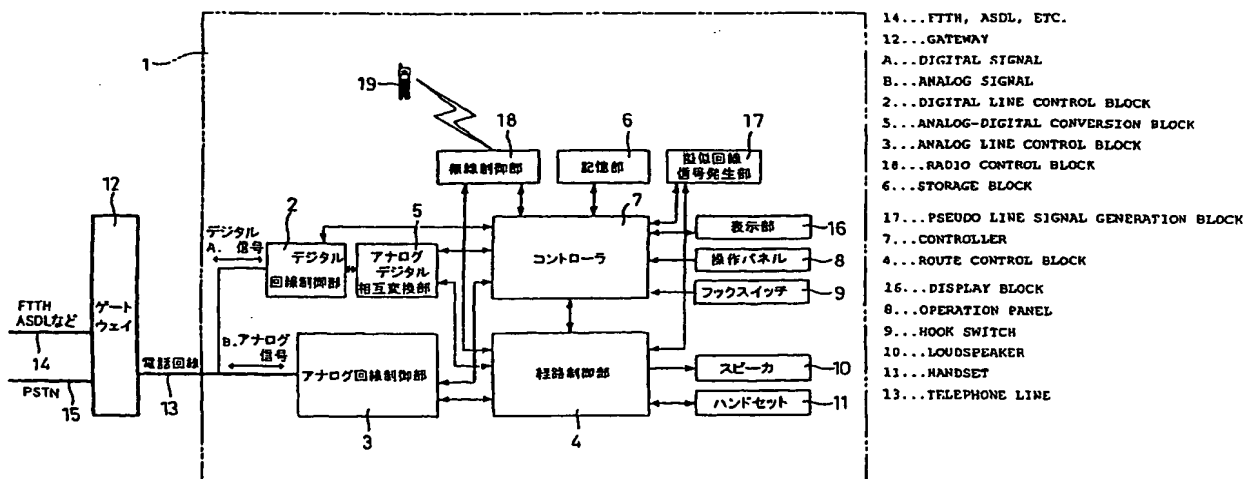 1
19
18
無線制御部
6
記憶部
17
擬似回線
信号発生部
12
ゲート
ウェイ
デジタル
A. 信号
2
デジタル
回線制御部
5
アナログ
デジタル
相互変換部
7
コントローラ
表示部
16
操作パネル
8
フックスイッチ
9
FTTH
ASDLなど
14
PSTN
15
電話回線
13
B.アナログ
信号
アナログ回線制御部
3
経路制御部
4
スピーカ
10
ハンドセット
11
14...FTTH, ASDL, ETC.
12...GATEWAY
A...DIGITAL SIGNAL
B...ANALOG SIGNAL
2...DIGITAL LINE CONTROL BLOCK
5...ANALOG-DIGITAL CONVERSION BLOCK
3...ANALOG LINE CONTROL BLOCK
18...RADIO CONTROL BLOCK
6...STORAGE BLOCK
17...PSEUDO LINE SIGNAL GENERATION BLOCK
7...CONTROLLER
4...ROUTE CONTROL BLOCK
16...DISPLAY BLOCK
8...OPERATION PANEL
9...HOOK SWITCH
10...LOUDSPEAKER
11...HANDSET
13...TELEPHONE LINE